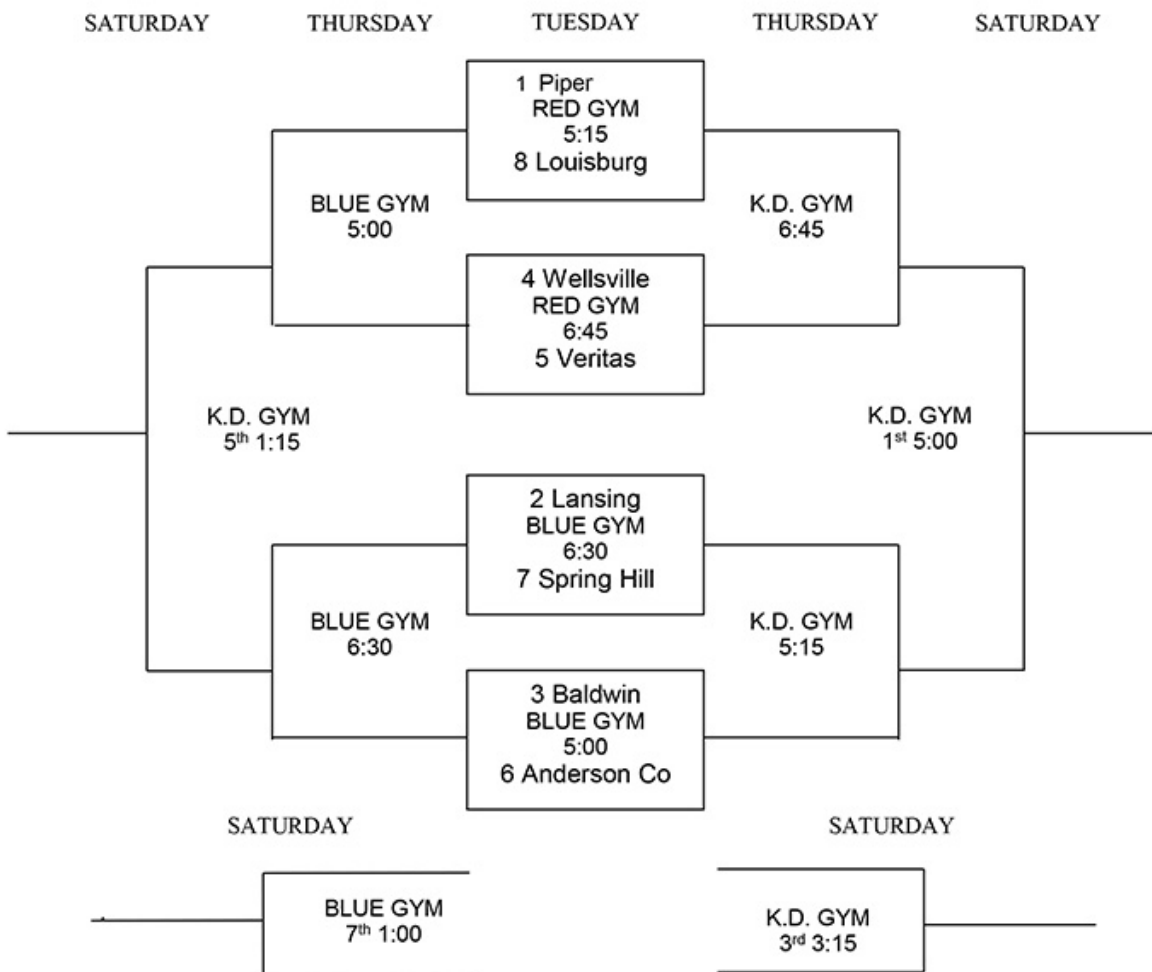 SATURDAY THURSDAY TUESDAY THURSDAY SATURDAY
1 Piper
RED GYM
5:15
8 Louisburg
BLUE GYM
5:00
K.D. GYM
6:45
4 Wellsville
RED GYM
6:45
5 Veritas
K.D. GYM
5th 1:15
K.D. GYM
1st 5:00
2 Lansing
BLUE GYM
6:30
7 Spring Hill
BLUE GYM
6:30
K.D. GYM
5:15
3 Baldwin
BLUE GYM
5:00
6 Anderson Co
SATURDAY SATURDAY
BLUE GYM
7th 1:00
K.D. GYM
3rd 3:15